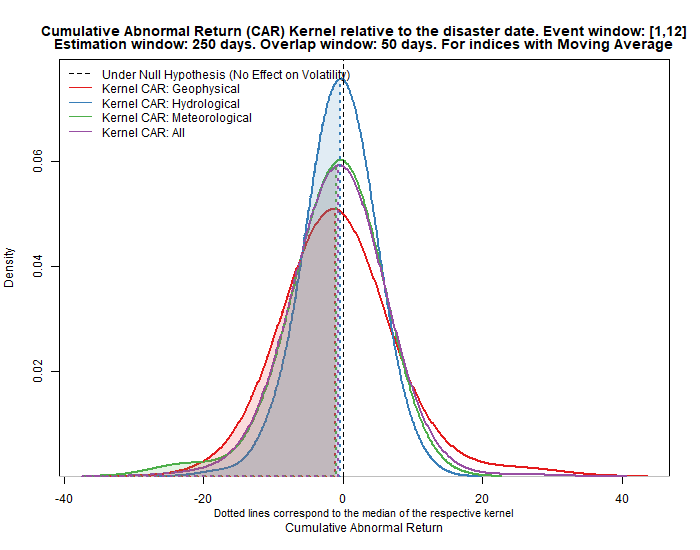 Cumulative Abnormal Return (CAR) Kernel relative to the disaster date. Event window: [1,12]
Estimation window: 250 days. Overlap window: 50 days. For indices with Moving Average
Under Null Hypothesis (No Effect on Volatility)
Kernel CAR: Geophysical
Kernel CAR: Hydrological
Kernel CAR: Meteorological
Kernel CAR: All
0.06
0.04
0.02
Density
-40 -20 0 20 40
Dotted lines correspond to the median of the respective kernel
Cumulative Abnormal Return